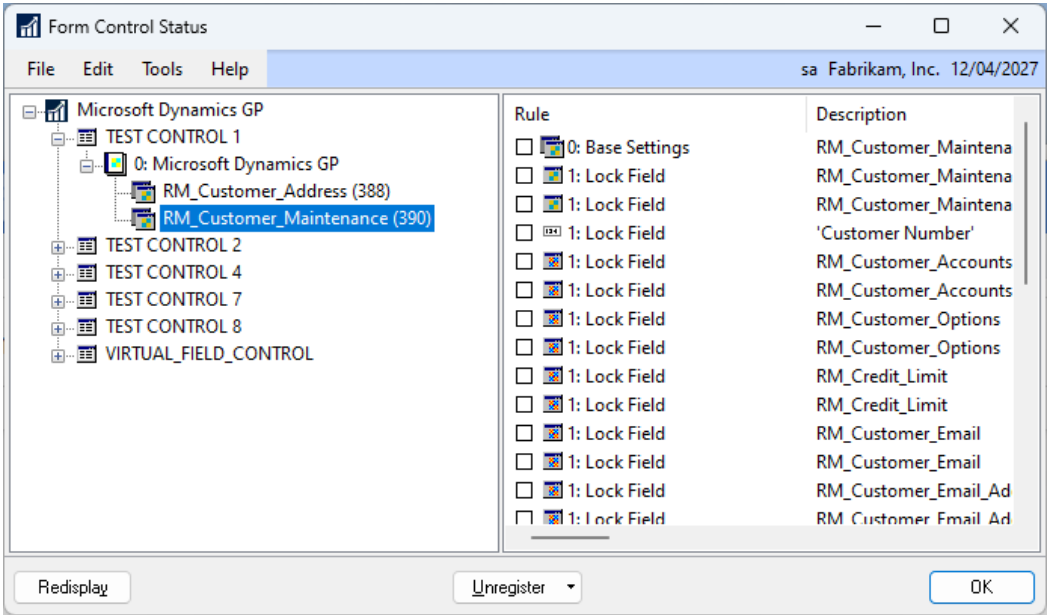 Form Control Status
File Edit Tools Help sa Fabrikam, Inc. 12/04/2027
Microsoft Dynamics GP
TEST CONTROL 1
0: Microsoft Dynamics GP
RM_Customer_Address (388)
RM_Customer_Maintenance (390)
TEST CONTROL 2
TEST CONTROL 4
TEST CONTROL 7
TEST CONTROL 8
VIRTUAL_FIELD_CONTROL
Rule Description
0: Base Settings RM_Customer_Maintena
1: Lock Field RM_Customer_Maintena
1: Lock Field RM_Customer_Maintena
1: Lock Field 'Customer Number'
1: Lock Field RM_Customer_Accounts
1: Lock Field RM_Customer_Accounts
1: Lock Field RM_Customer_Options
1: Lock Field RM_Customer_Options
1: Lock Field RM_Credit_Limit
1: Lock Field RM_Credit_Limit
1: Lock Field RM_Customer_Email
1: Lock Field RM_Customer_Email
1: Lock Field RM_Customer_Email_Ad
1: Lock Field RM_Customer_Email_Ad
Redisplay Unregister OK